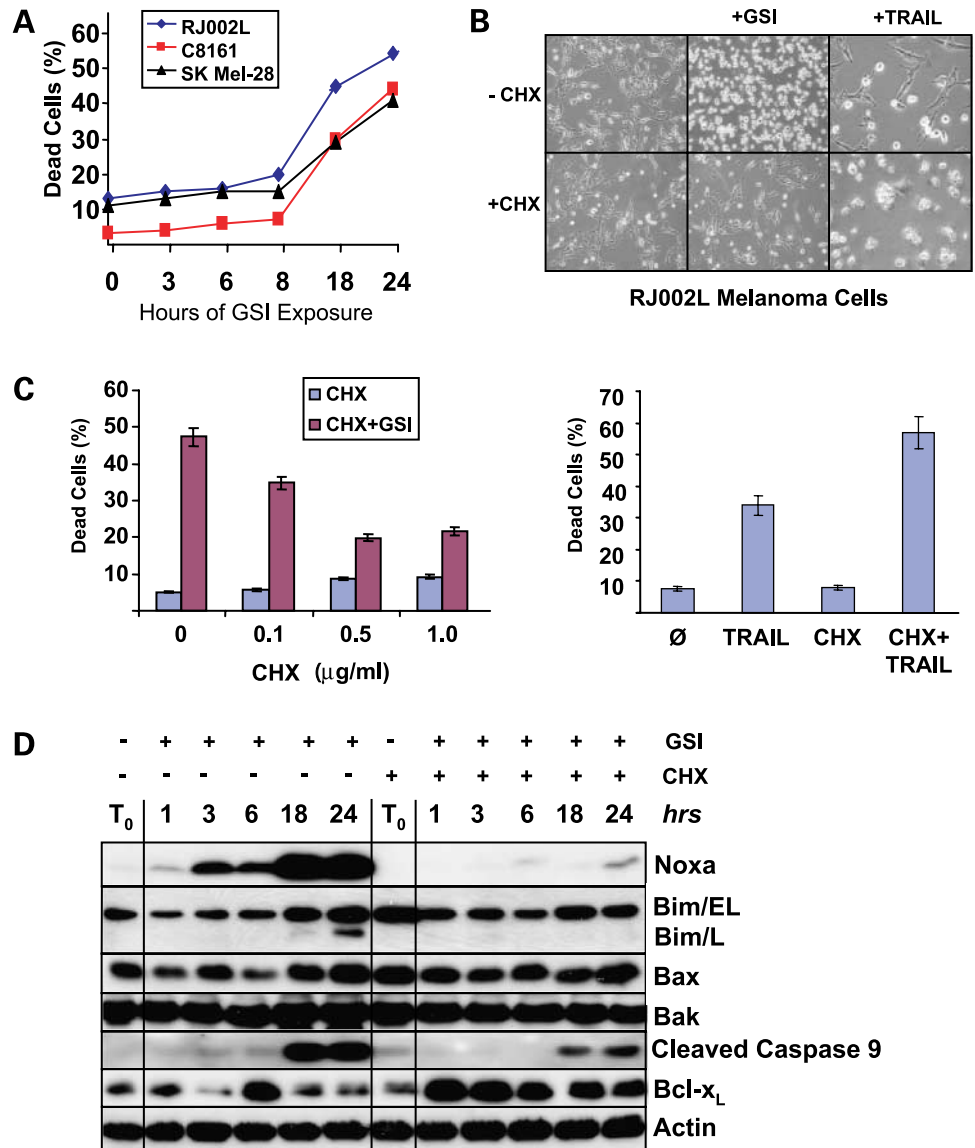 A
60
50
40
30
20
10
Dead Cells (%)
RJ002L
C8161
SK Mel-28
0 3 6 8 18 24
Hours of GSI Exposure
B
+GSI +TRAIL
- CHX
+CHX
RJ002L Melanoma Cells
C
60
50
40
30
20
10
Dead Cells (%)
CHX
CHX+GSI
0 0.1 0.5 1.0
CHX (μg/ml)
70
60
50
40
30
20
10
Dead Cells (%)
Ø TRAIL CHX CHX+
TRAIL
D
- + + + + + - + + + + + GSI
- - - - - - + + + + + + CHX
T₀ 1 3 6 18 24 T₀ 1 3 6 18 24 hrs
Noxa
Bim/EL
Bim/L
Bax
Bak
Cleaved Caspase 9
Bcl-xL
Actin